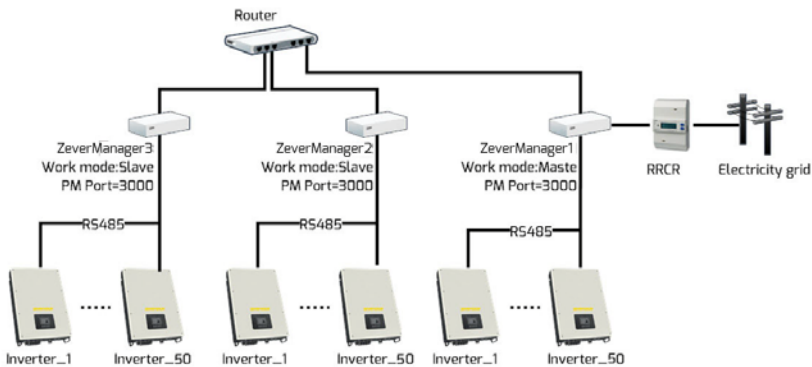 Router
ZeverManager3
Work mode:Slave
PM Port=3000
ZeverManager2
Work mode:Slave
PM Port=3000
ZeverManager1
Work mode:Maste
PM Port=3000
RRCR
Electricity grid
RS485
RS485
RS485
.....
.....
.....
Inverter_1
Inverter_50
Inverter_1
Inverter_50
Inverter_1
Inverter_50